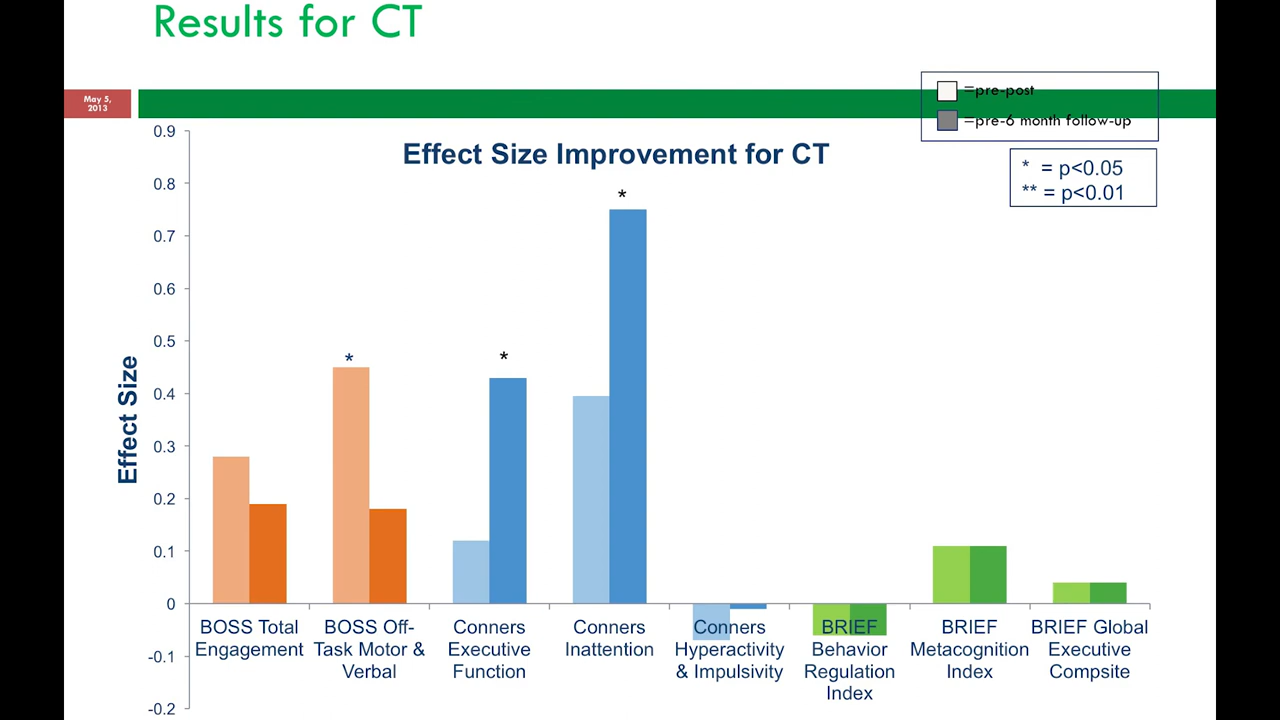 Results for CT
May 5,
2013
=pre-post
=pre-6 month follow-up
* = p<0.05
** = p<0.01
Effect Size Improvement for CT
Effect Size
0.9
0.8
0.7
0.6
0.5
0.4
0.3
0.2
0.1
0
-0.1
-0.2
*
*
*
BOSS Total
Engagement
BOSS Off-
Task Motor &
Verbal
Conners
Executive
Function
Conners
Inattention
Conners
Hyperactivity
& Impulsivity
BRIEF
Behavior
Regulation
Index
BRIEF
Metacognition
Index
BRIEF Global
Executive
Compsite